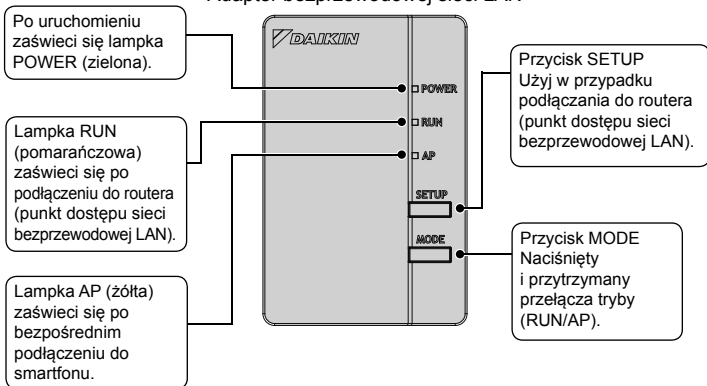 Adapter bezprzewodowej sieci LAN
Po uruchomieniu
zaświeci się lampka
POWER (zielona).
Lampka RUN
(pomarańczowa)
zaświeci się po
podłączeniu do routera
(punkt dostępu sieci
bezprzewodowej LAN).
Lampka AP (żółta)
zaświeci się po
bezpośrednim
podłączeniu do
smartfonu.
DAIKIN
POWER
RUN
AP
SETUP
MODE
Przycisk SETUP
Użyj w przypadku
podłączania do routera
(punkt dostępu sieci
bezprzewodowej LAN).
Przycisk MODE
Naciśnięty
i przytrzymany
przełącza tryby
(RUN/AP).